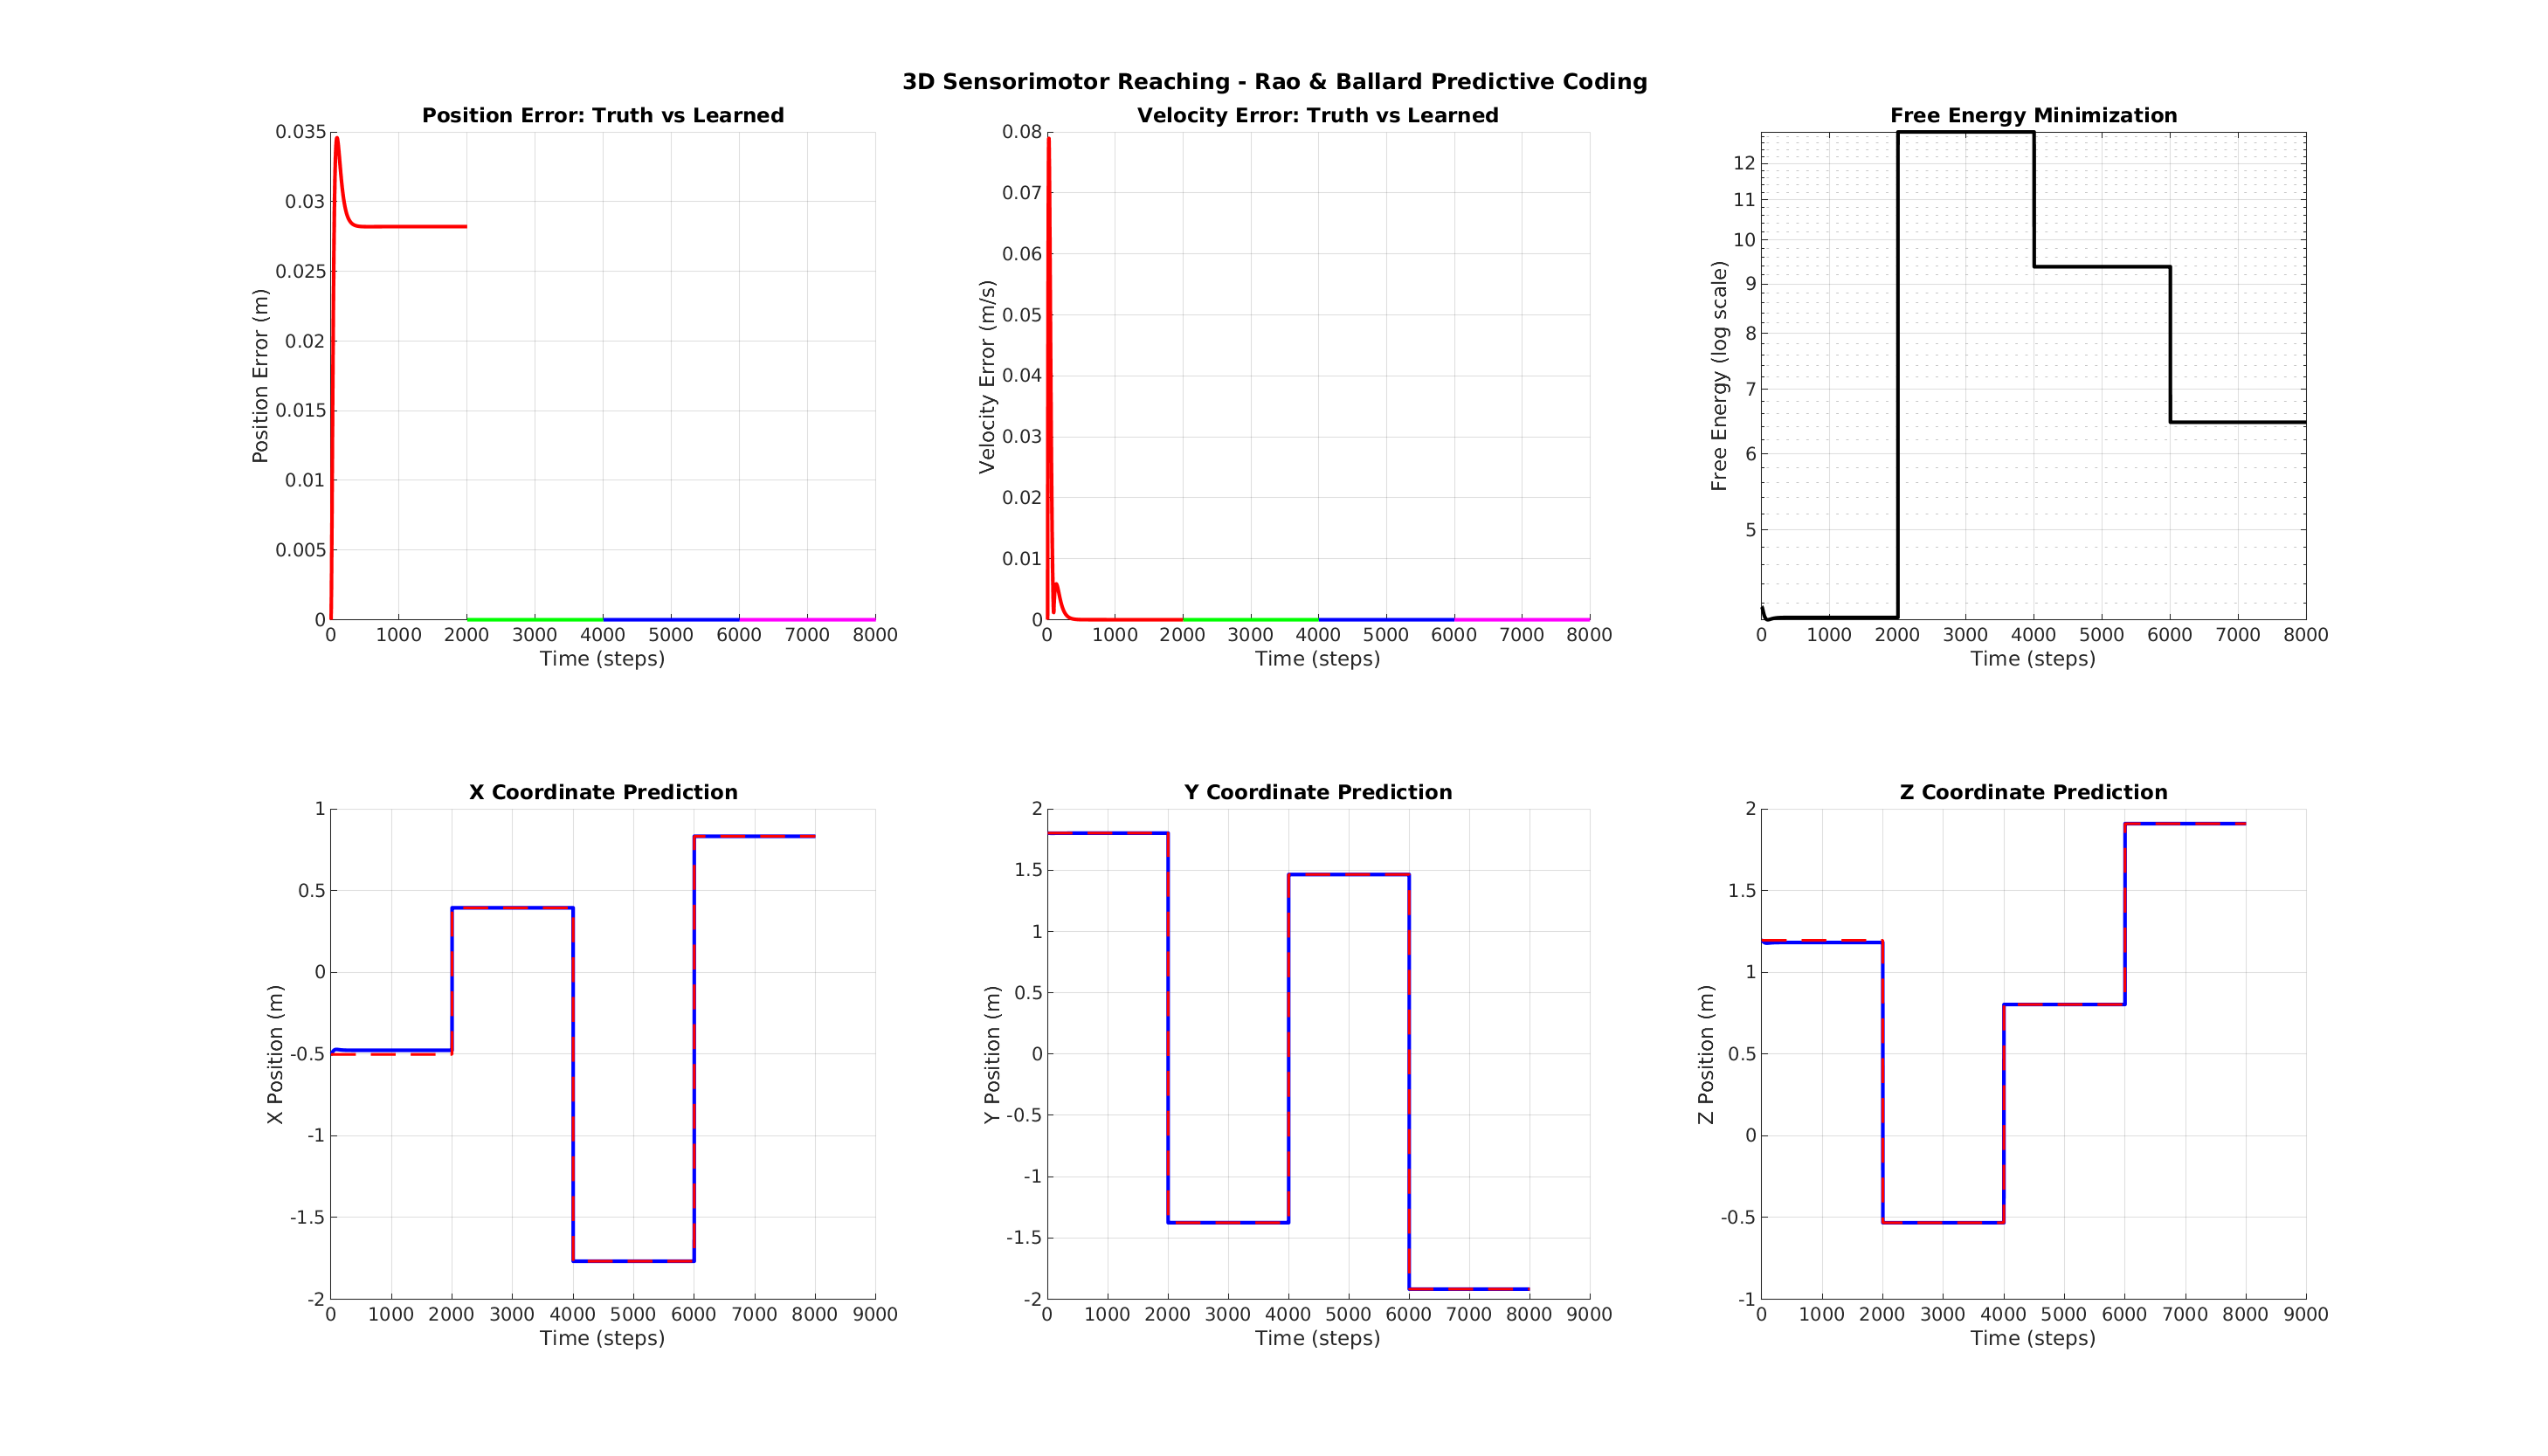 3D Sensorimotor Reaching - Rao & Ballard Predictive Coding
Position Error: Truth vs Learned
Position Error (m)
0.035
0.03
0.025
0.02
0.015
0.01
0.005
0
0 1000 2000 3000 4000 5000 6000 7000 8000
Time (steps)
Velocity Error: Truth vs Learned
Velocity Error (m/s)
0.08
0.07
0.06
0.05
0.04
0.03
0.02
0.01
0
0 1000 2000 3000 4000 5000 6000 7000 8000
Time (steps)
Free Energy Minimization
Free Energy (log scale)
12
11
10
9
8
7
6
5
0 1000 2000 3000 4000 5000 6000 7000 8000
Time (steps)
X Coordinate Prediction
X Position (m)
1
0.5
0
-0.5
-1
-1.5
-2
0 1000 2000 3000 4000 5000 6000 7000 8000 9000
Time (steps)
Y Coordinate Prediction
Y Position (m)
2
1.5
1
0.5
0
-0.5
-1
-1.5
-2
0 1000 2000 3000 4000 5000 6000 7000 8000 9000
Time (steps)
Z Coordinate Prediction
Z Position (m)
2
1.5
1
0.5
0
-0.5
-1
0 1000 2000 3000 4000 5000 6000 7000 8000 9000
Time (steps)